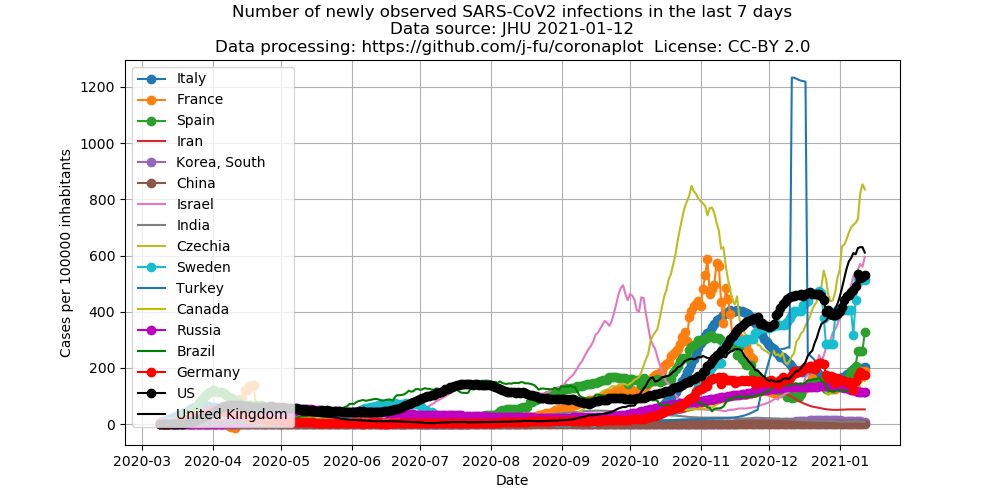 Number of newly observed SARS-CoV2 infections in the last 7 days
Data source: JHU 2021-01-12
Data processing: https://github.com/j-fu/coronaplot  License: CC-BY 2.0
Cases per 100000 inhabitants
1200
1000
800
600
400
200
0
Italy
France
Spain
Iran
Korea, South
China
Israel
India
Czechia
Sweden
Turkey
Canada
Russia
Brazil
Germany
US
United Kingdom
2020-03 2020-04 2020-05 2020-06 2020-07 2020-08 2020-09 2020-10 2020-11 2020-12 2021-01
Date